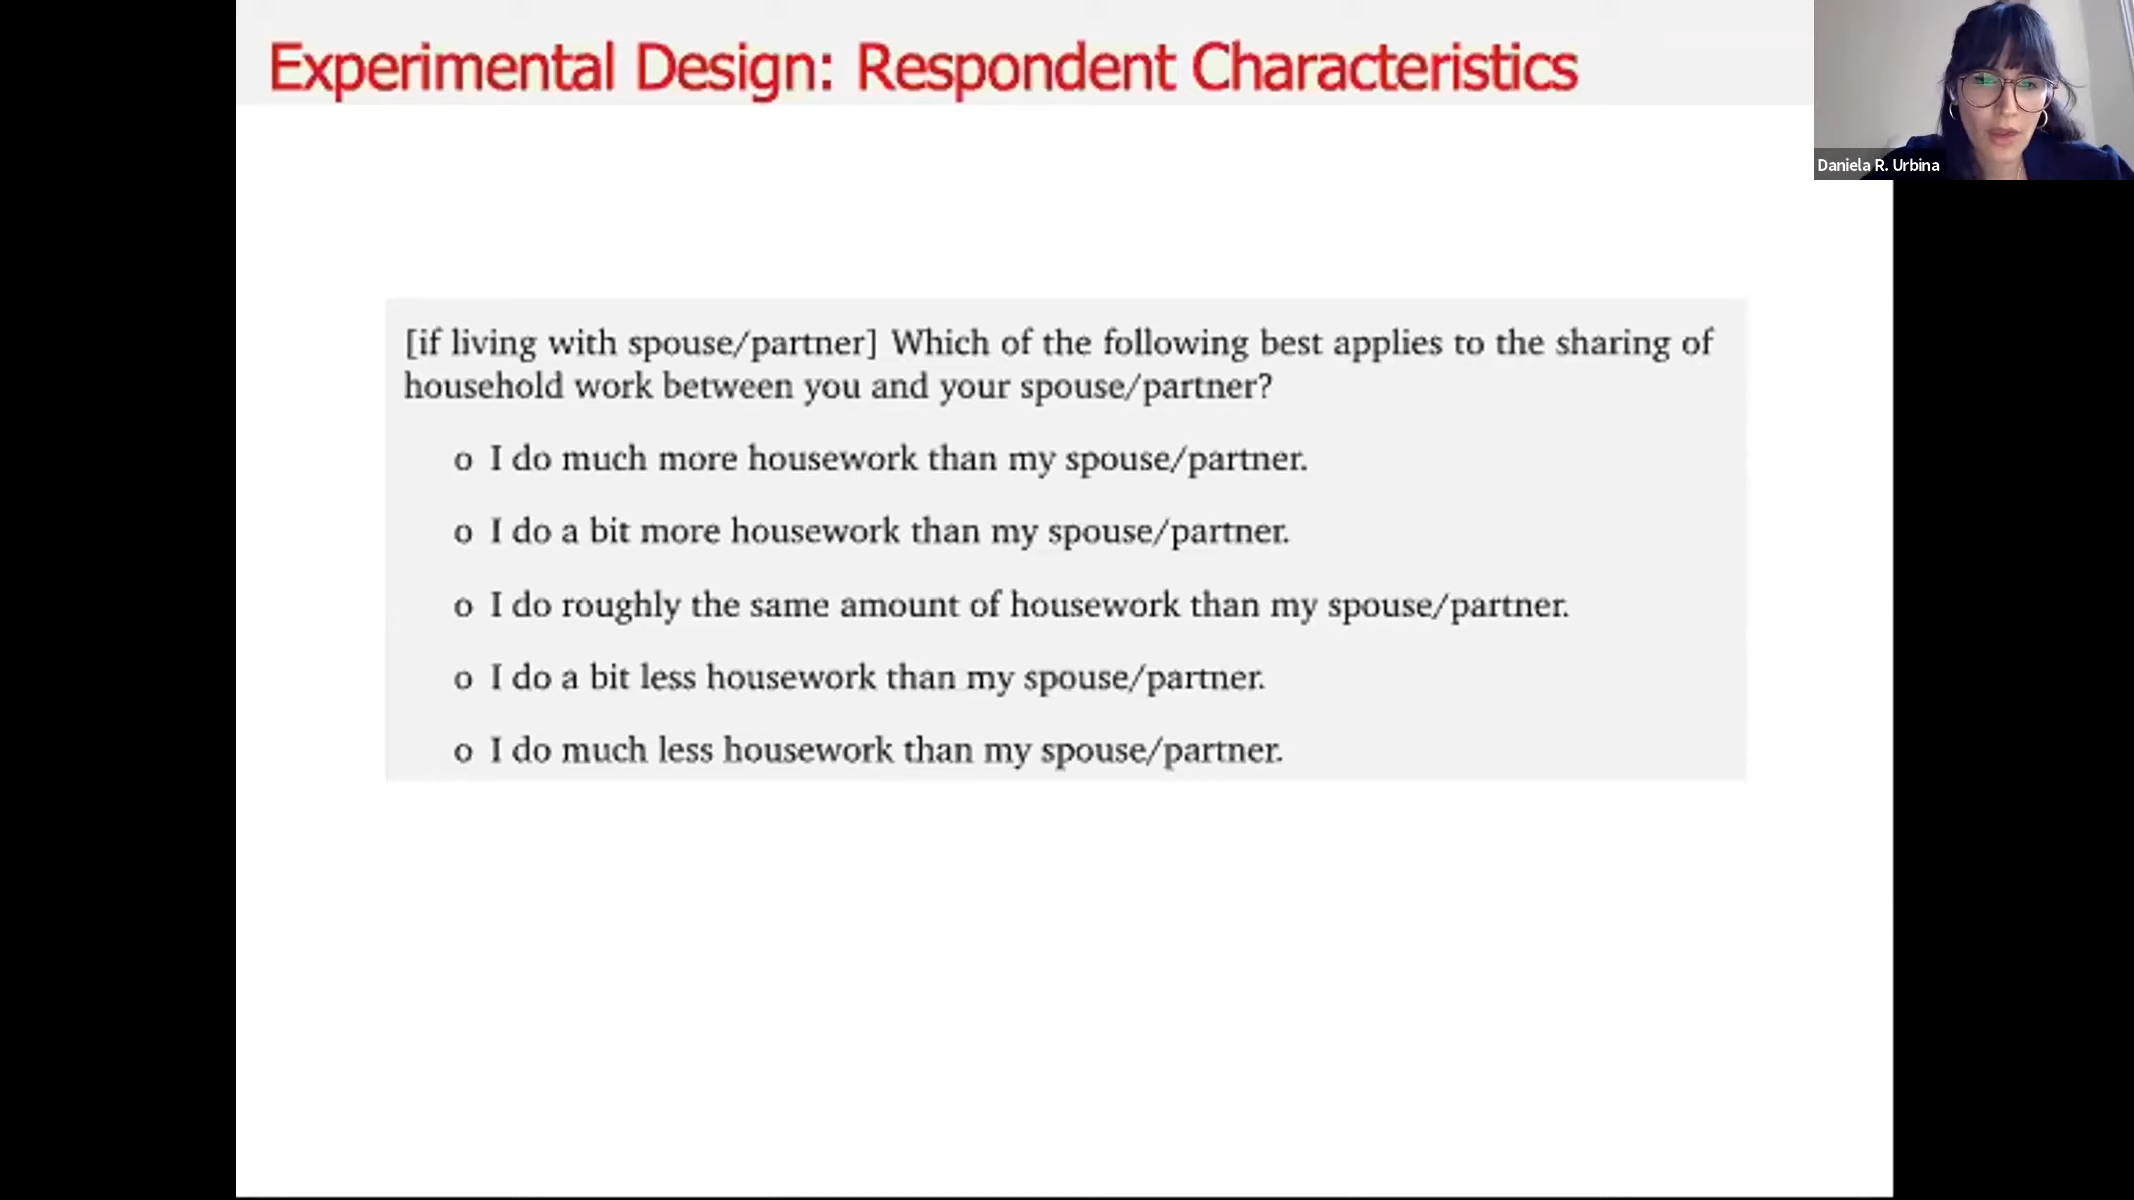 Experimental Design: Respondent Characteristics
Daniela R. Urbina
[if living with spouse/partner] Which of the following best applies to the sharing of
household work between you and your spouse/partner?
o I do much more housework than my spouse/partner.
o I do a bit more housework than my spouse/partner.
o I do roughly the same amount of housework than my spouse/partner.
o I do a bit less housework than my spouse/partner.
o I do much less housework than my spouse/partner.